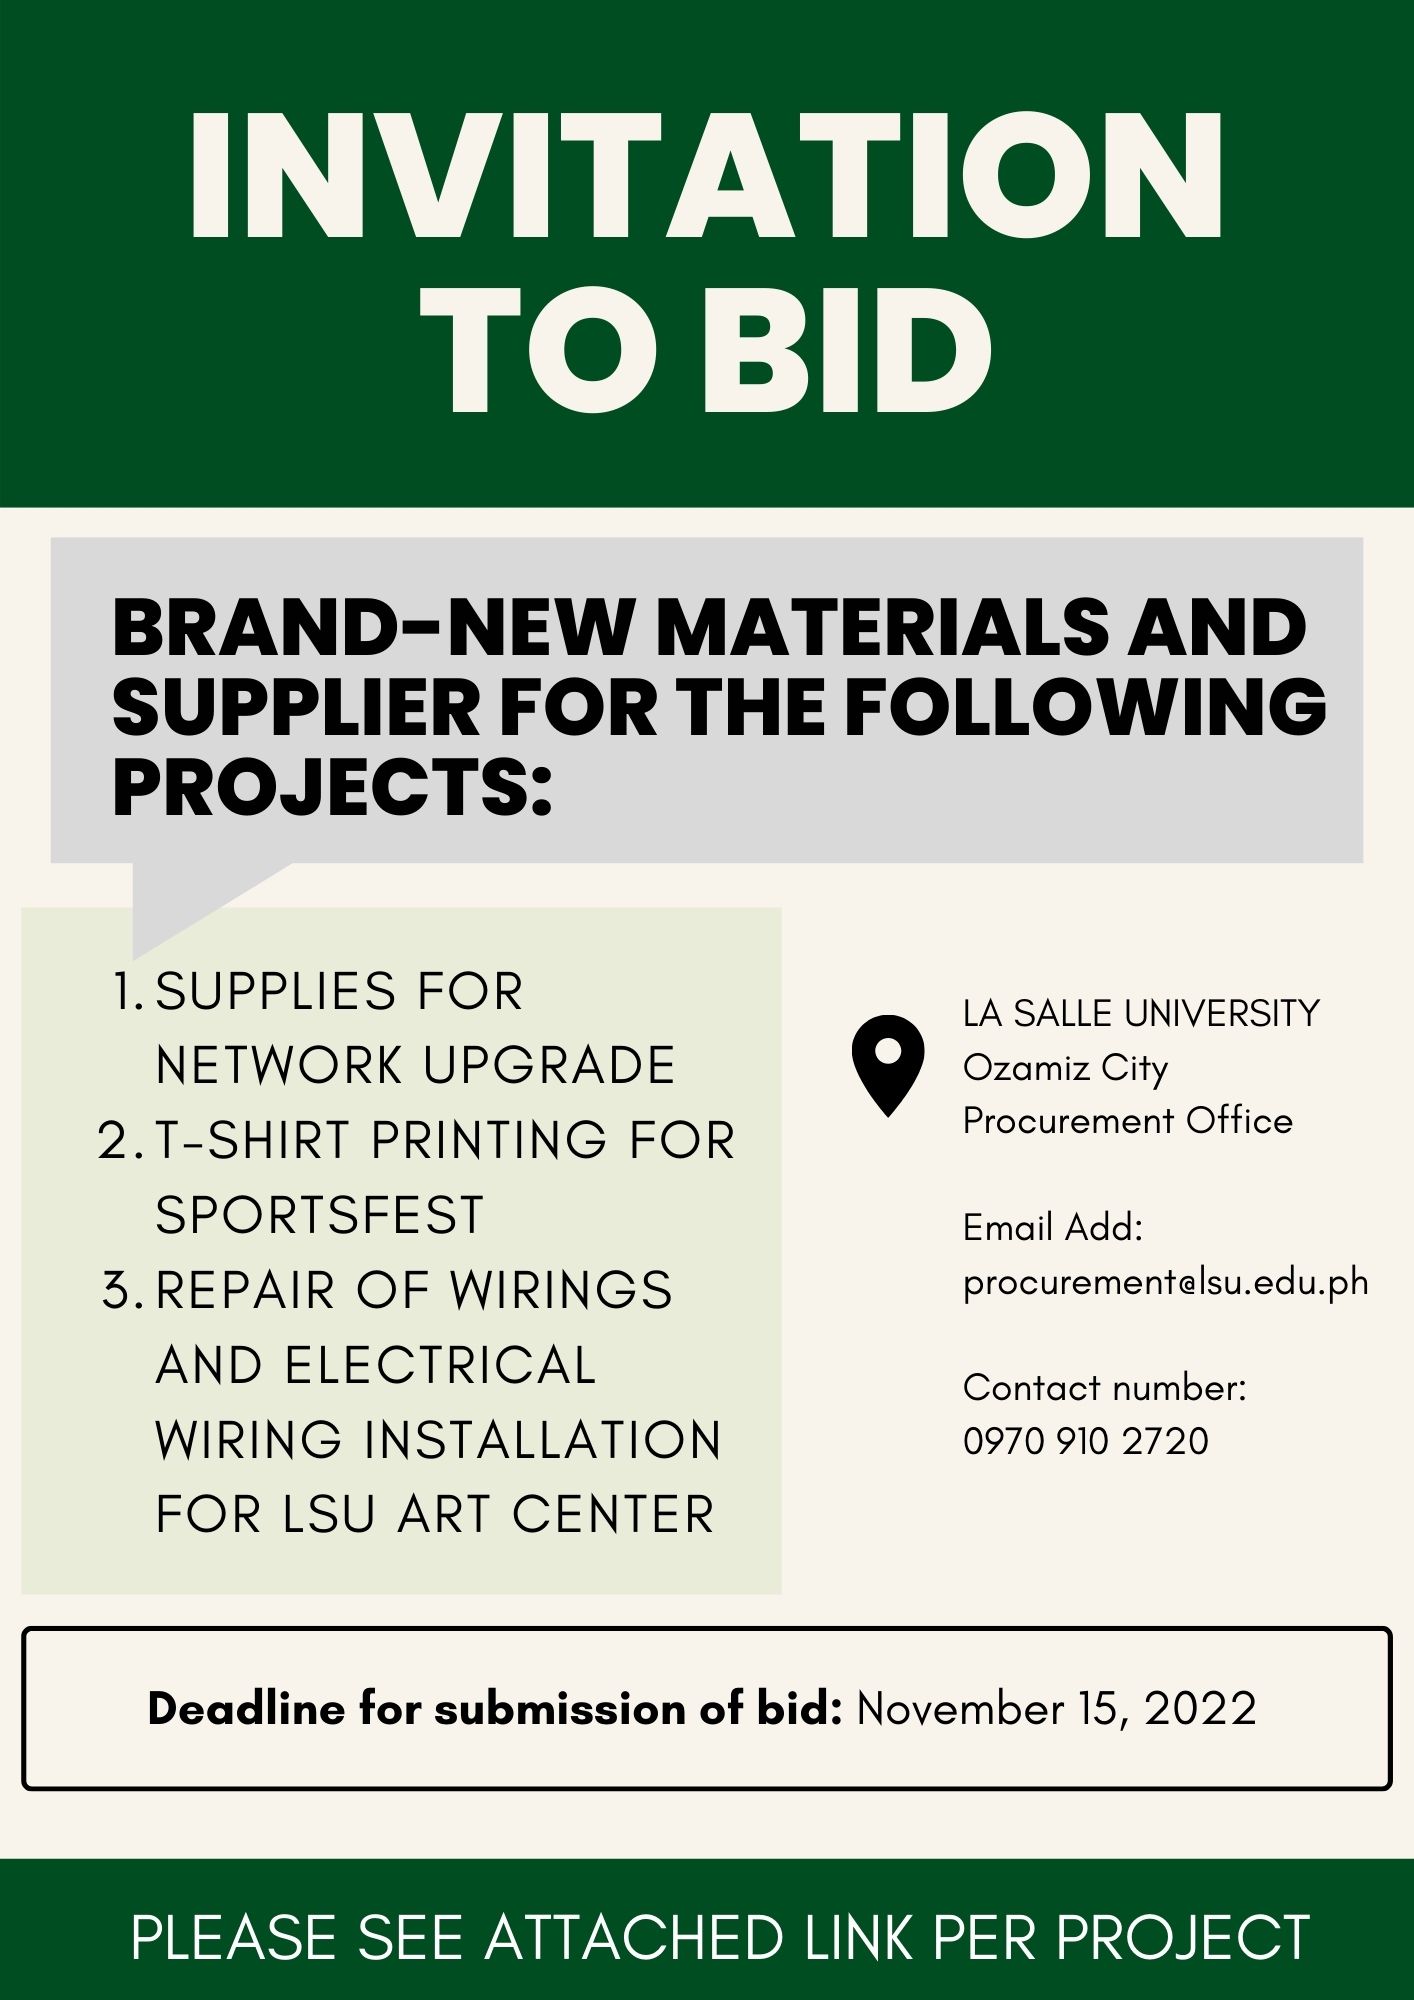 INVITATION
TO BID
BRAND-NEW MATERIALS AND
SUPPLIER FOR THE FOLLOWING
PROJECTS:
1. SUPPLIES FOR
NETWORK UPGRADE
2. T-SHIRT PRINTING FOR
SPORTSFEST
3. REPAIR OF WIRINGS
AND ELECTRICAL
WIRING INSTALLATION
FOR LSU ART CENTER
LA SALLE UNIVERSITY
Ozamiz City
Procurement Office
Email Add:
procurement@lsu.edu.ph
Contact number:
0970 910 2720
Deadline for submission of bid: November 15, 2022
PLEASE SEE ATTACHED LINK PER PROJECT